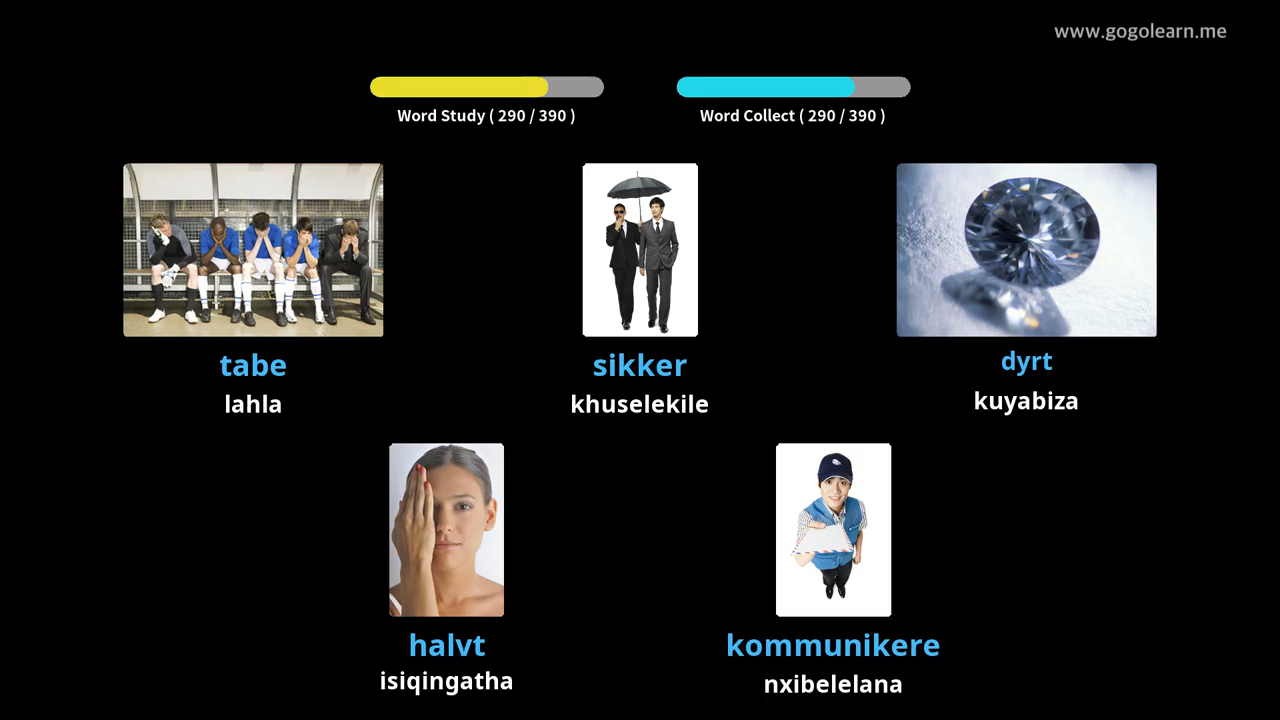 www.gogolearn.me
Word Study ( 290 / 390 )
Word Collect ( 290 / 390 )
tabe
lahla
sikker
khuselekile
dyrt
kuyabiza
halvt
isiqingatha
kommunikere
nxibelelana